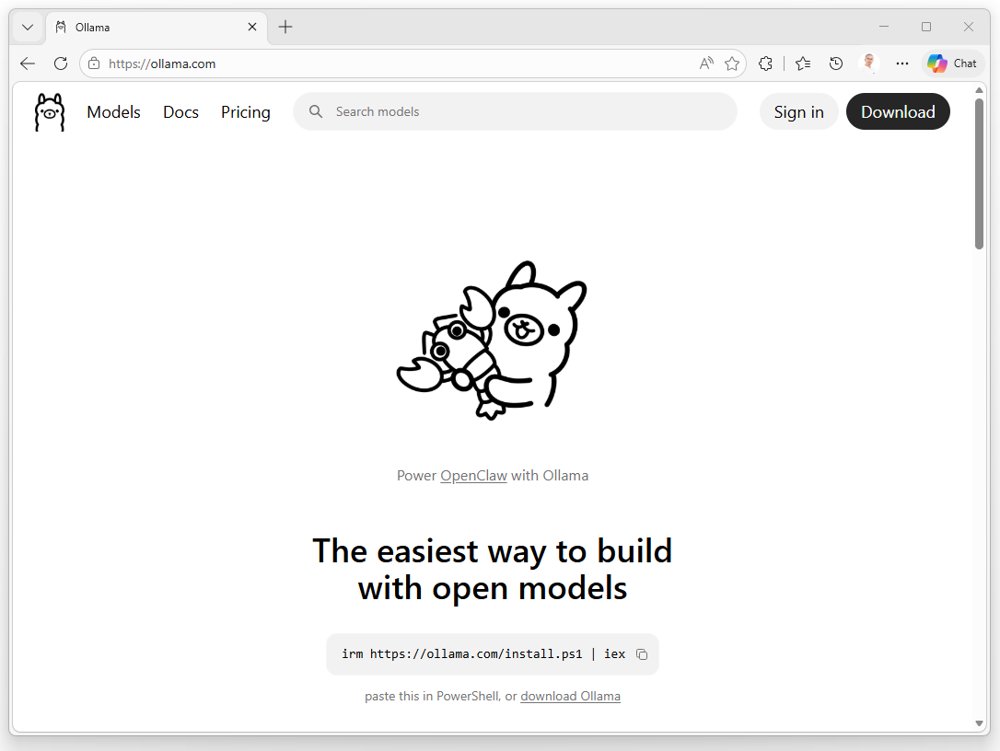 Ollama
https://ollama.com
Chat
Models Docs Pricing Search models Sign in Download
Power OpenClaw with Ollama
The easiest way to build
with open models
irm https://ollama.com/install.ps1 | iex
paste this in PowerShell, or download Ollama